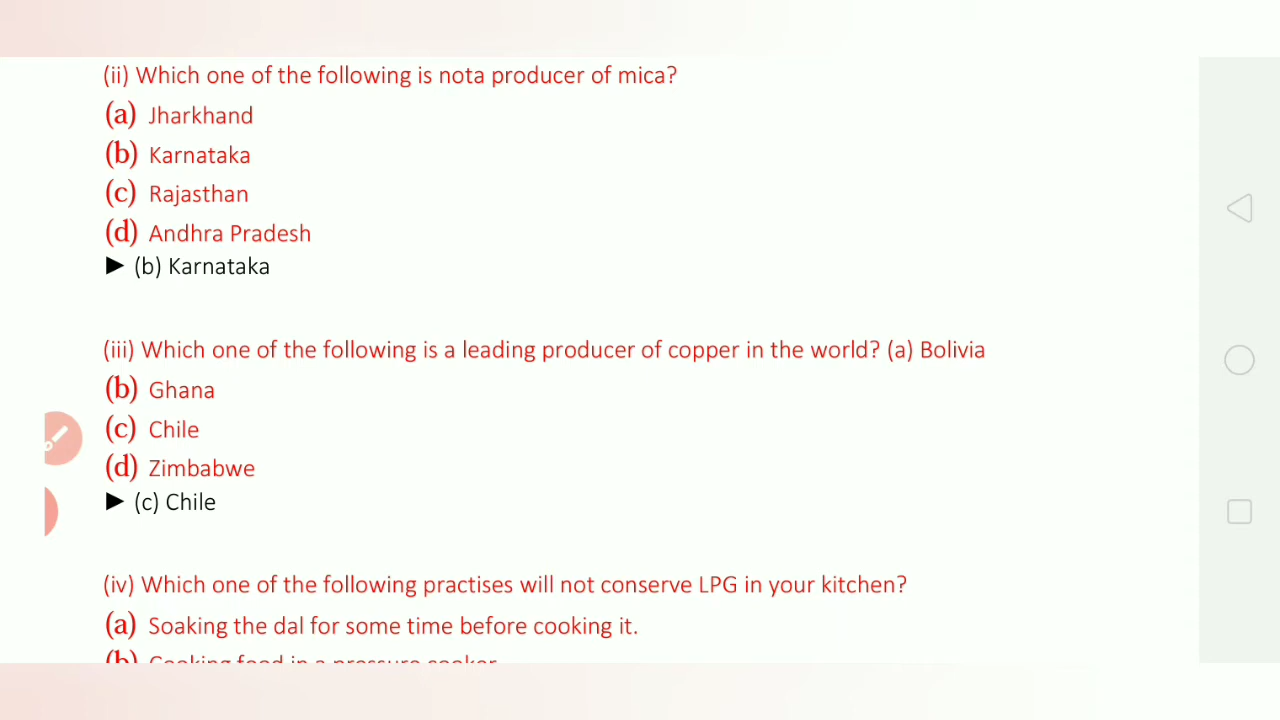 (ii) Which one of the following is nota producer of mica?
(a) Jharkhand
(b) Karnataka
(c) Rajasthan
(d) Andhra Pradesh
► (b) Karnataka
(iii) Which one of the following is a leading producer of copper in the world? (a) Bolivia
(b) Ghana
(c) Chile
(d) Zimbabwe
► (c) Chile
(iv) Which one of the following practises will not conserve LPG in your kitchen?
(a) Soaking the dal for some time before cooking it.
(b) Cooking food in a pressure cooker